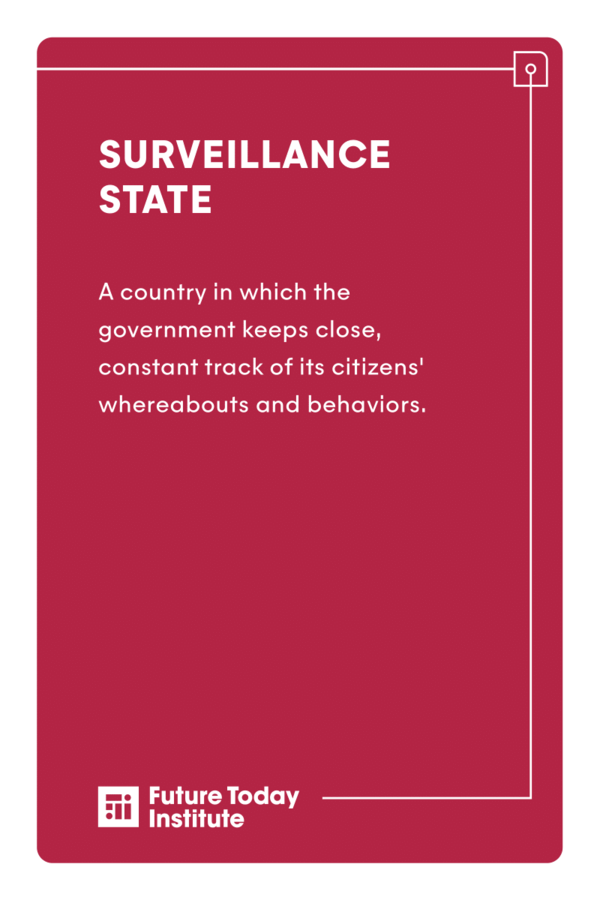 SURVEILLANCE
STATE
A country in which the
government keeps close,
constant track of its citizens'
whereabouts and behaviors.
Future Today
Institute